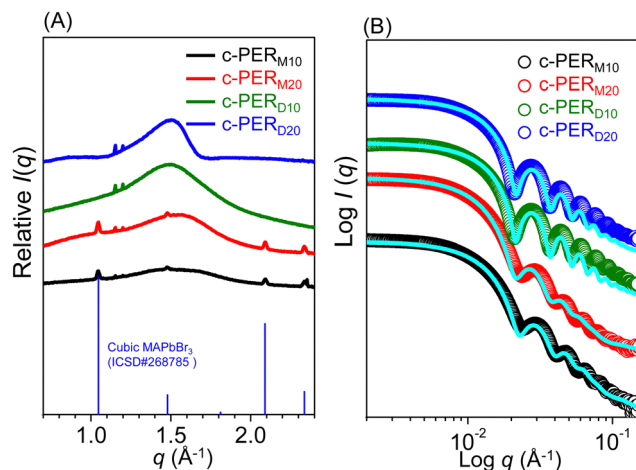 (A)
c-PERM10
c-PERM20
c-PERD10
c-PERD20
Relative I(q)
Cubic MAPbBr3
(ICSD#268785 )
1.0 1.5 2.0
q (Å-1)
(B)
c-PERM10
c-PERM20
c-PERD10
c-PERD20
Log I (q)
10-2 10-1
Log q (Å-1)